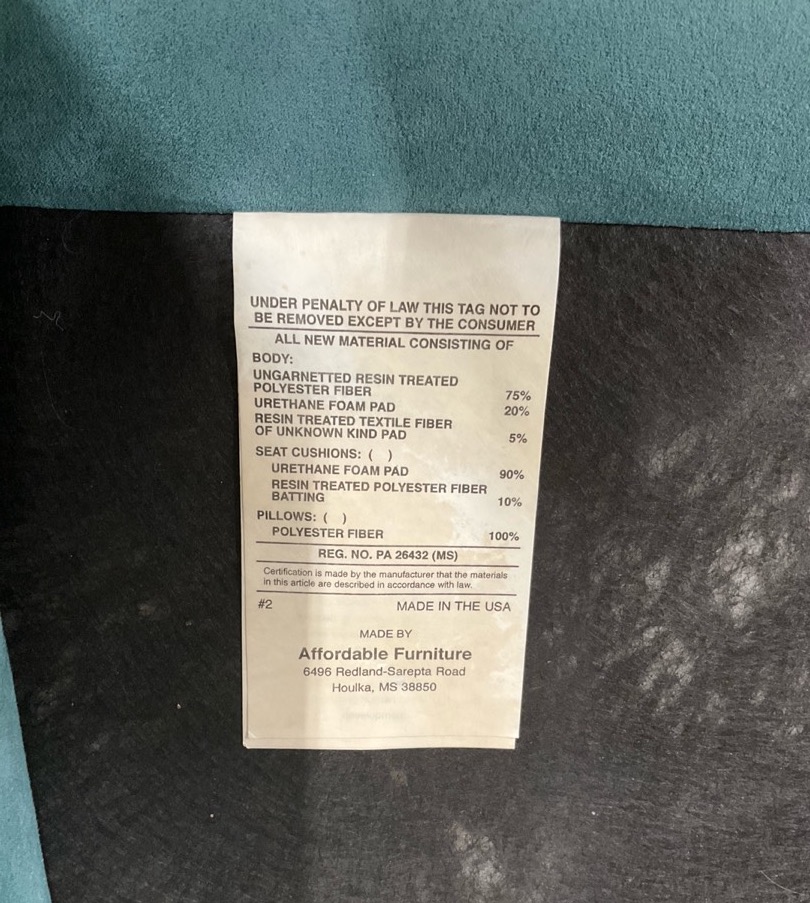 UNDER PENALTY OF LAW THIS TAG NOT TO
BE REMOVED EXCEPT BY THE CONSUMER
ALL NEW MATERIAL CONSISTING OF
BODY:
UNGARNETTED RESIN TREATED
POLYESTER FIBER 75%
URETHANE FOAM PAD 20%
RESIN TREATED TEXTILE FIBER
OF UNKNOWN KIND PAD 5%
SEAT CUSHIONS: ( )
URETHANE FOAM PAD 90%
RESIN TREATED POLYESTER FIBER
BATTING 10%
PILLOWS: ( )
POLYESTER FIBER 100%
REG. NO. PA 26432 (MS)
Certification is made by the manufacturer that the materials
in this article are described in accordance with law.
#2 MADE IN THE USA
MADE BY
Affordable Furniture
6496 Redland-Sarepta Road
Houlka, MS 38850